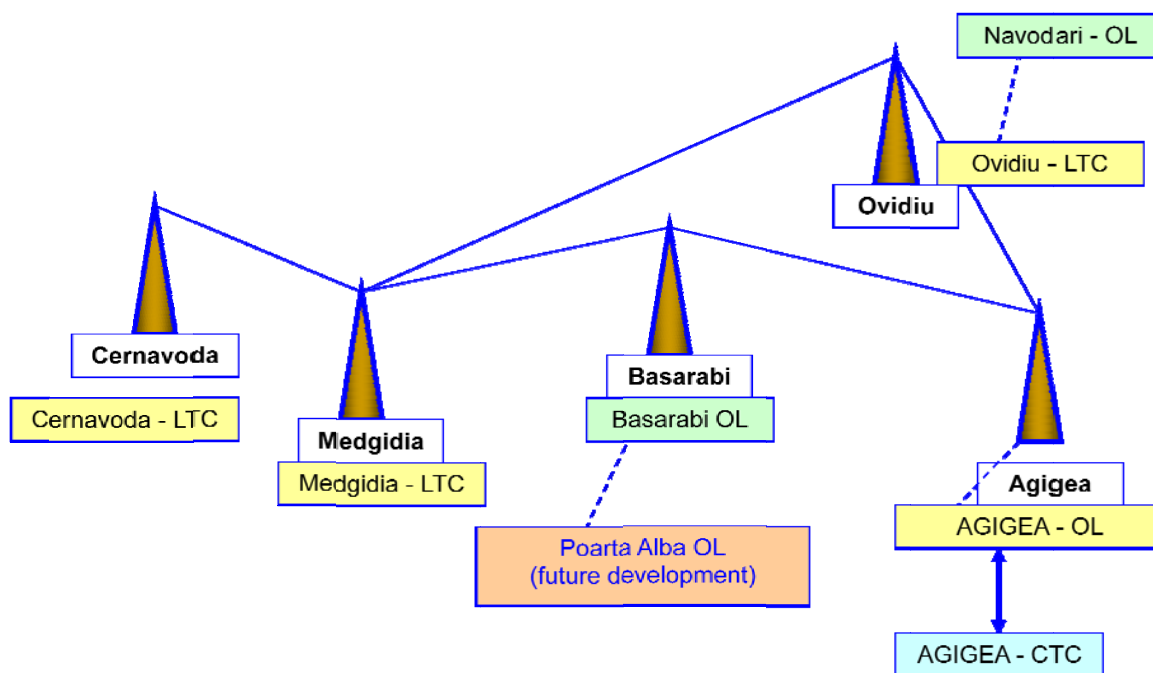 Navodari - OL
Ovidiu - LTC
Ovidiu
Cernavoda
Cernavoda - LTC
Basarabi
Basarabi OL
Medgidia
Medgidia - LTC
Agigea
AGIGEA - OL
Poarta Alba OL
(future development)
AGIGEA - CTC